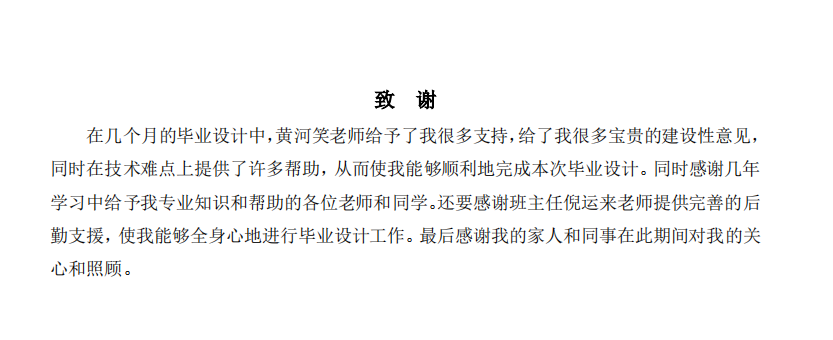 致 谢
在几个月的毕业设计中，黄河笑老师给予了我很多支持，给了我很多宝贵的建设性意见，
同时在技术难点上提供了许多帮助，从而使我能够顺利地完成本次毕业设计。同时感谢几年
学习中给予我专业知识和帮助的各位老师和同学。还要感谢班主任倪运来老师提供完善的后
勤支援，使我能够全身心地进行毕业设计工作。最后感谢我的家人和同事在此期间对我的关
心和照顾。